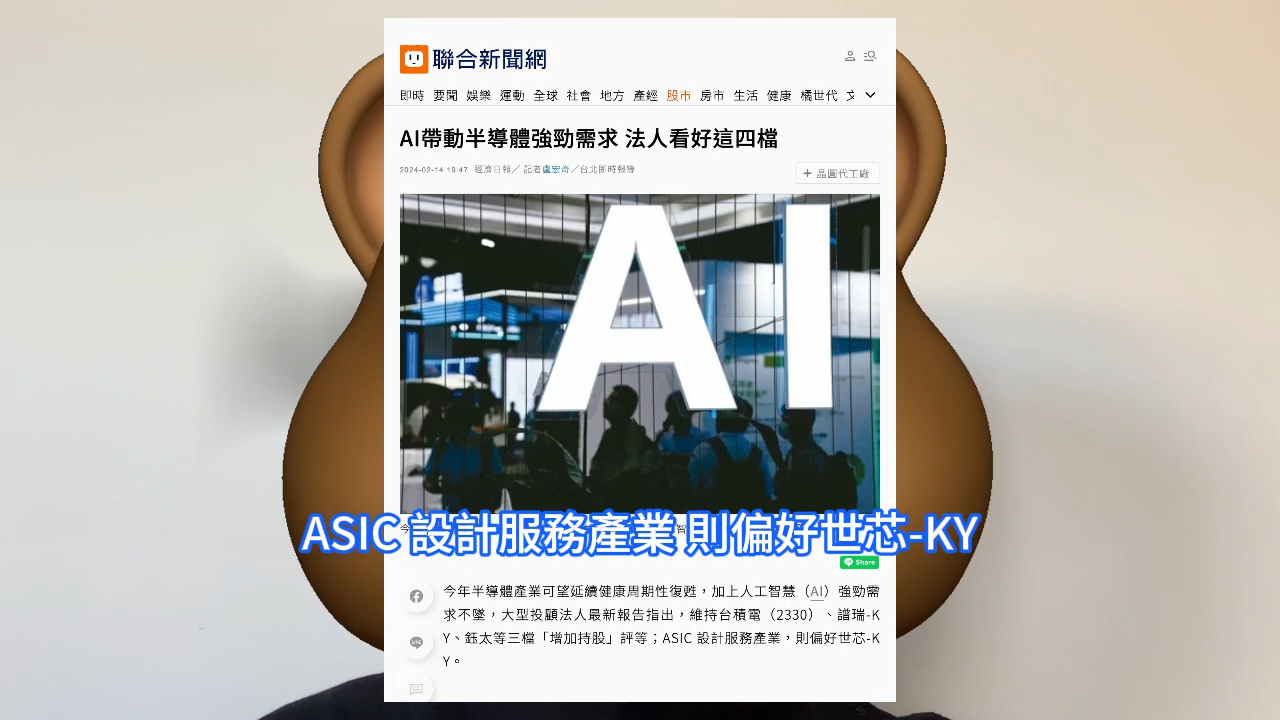 聯合新聞網
即時 要聞 娛樂 運動 全球 社會 地方 產經 股市 房市 生活 健康 橘世代
AI帶動半導體強勁需求 法人看好這四檔
2024-02-14 19:47 經濟日報／ 記者盧宏奇／台北即時報導
+ 晶圓代工廠
AI
ASIC 設計服務產業 則偏好世芯-KY
Share
今年半導體產業可望延續健康周期性復甦，加上人工智慧（AI）強勁需
求不墜，大型投顧法人最新報告指出，維持台積電（2330）、譜瑞-K
Y、鈺太等三檔「增加持股」評等；ASIC 設計服務產業，則偏好世芯-K
Y。